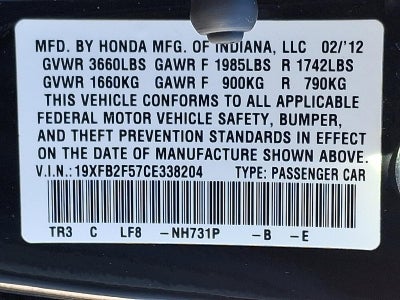 MFD. BY HONDA MFG. OF INDIANA, LLC 02/'12
GVWR 3660LBS GAWR F 1985LBS R 1742LBS
GVWR 1660KG GAWR F 900KG R 790KG
THIS VEHICLE CONFORMS TO ALL APPLICABLE
FEDERAL MOTOR VEHICLE SAFETY, BUMPER,
AND THEFT PREVENTION STANDARDS IN EFFECT
ON THE DATE OF MANUFACTURE SHOWN ABOVE.
V.I.N.:19XFB2F57CE338204 TYPE: PASSENGER CAR
TR3 C LF8 -NH731P -B -E